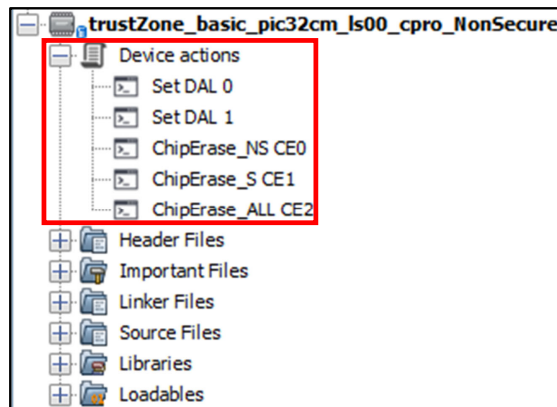 trustZone_basic_pic32cm_ls00_cpro_NonSecure
Device actions
Set DAL 0
Set DAL 1
ChipErase_NS CE0
ChipErase_S CE1
ChipErase_ALL CE2
Header Files
Important Files
Linker Files
Source Files
Libraries
Loadables